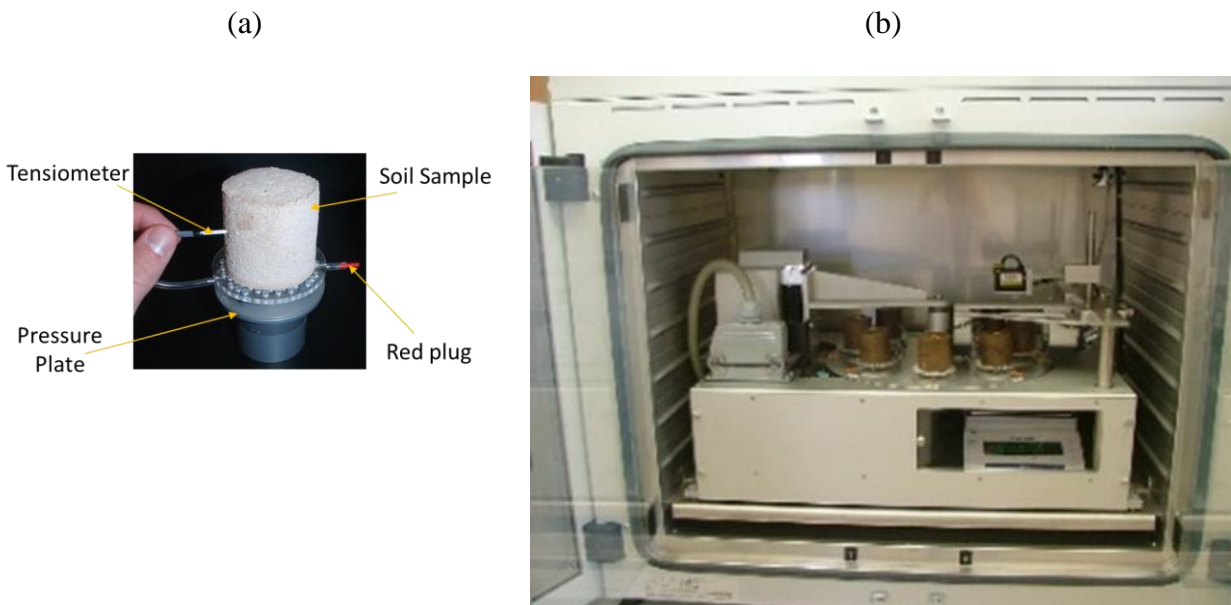 (a)
(b)
Tensiometer
Soil Sample
Pressure
Plate
Red plug